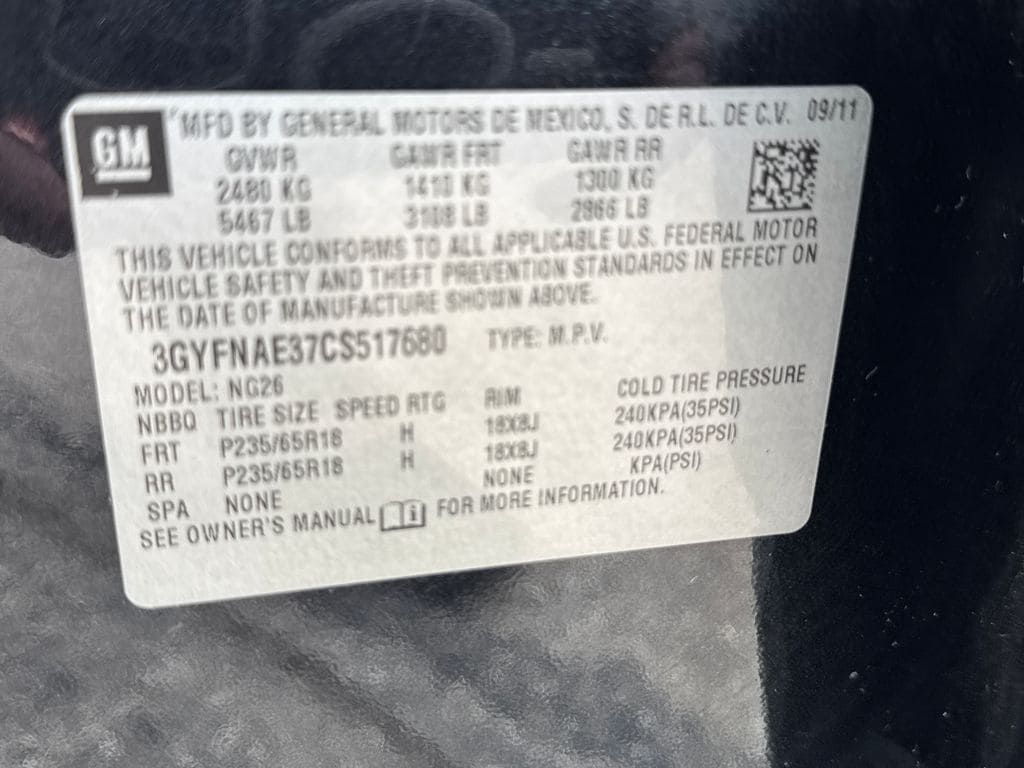 GM
MFD BY GENERAL MOTORS DE MEXICO, S. DE R.L. DE C.V. 09/11
GVWR GAWR FRT GAWR RR
2480 KG 1410 KG 1300 KG
5467 LB 3108 LB 2866 LB
THIS VEHICLE CONFORMS TO ALL APPLICABLE U.S. FEDERAL MOTOR
VEHICLE SAFETY AND THEFT PREVENTION STANDARDS IN EFFECT ON
THE DATE OF MANUFACTURE SHOWN ABOVE.
3GYFNAE37CS517680 TYPE: M.P.V.
MODEL: NG26
NBBQ TIRE SIZE SPEED RTG RIM COLD TIRE PRESSURE
FRT P235/65R18 H 18X8J 240KPA(35PSI)
RR P235/65R18 H 18X8J 240KPA(35PSI)
SPA NONE NONE KPA(PSI)
SEE OWNER'S MANUAL FOR MORE INFORMATION.